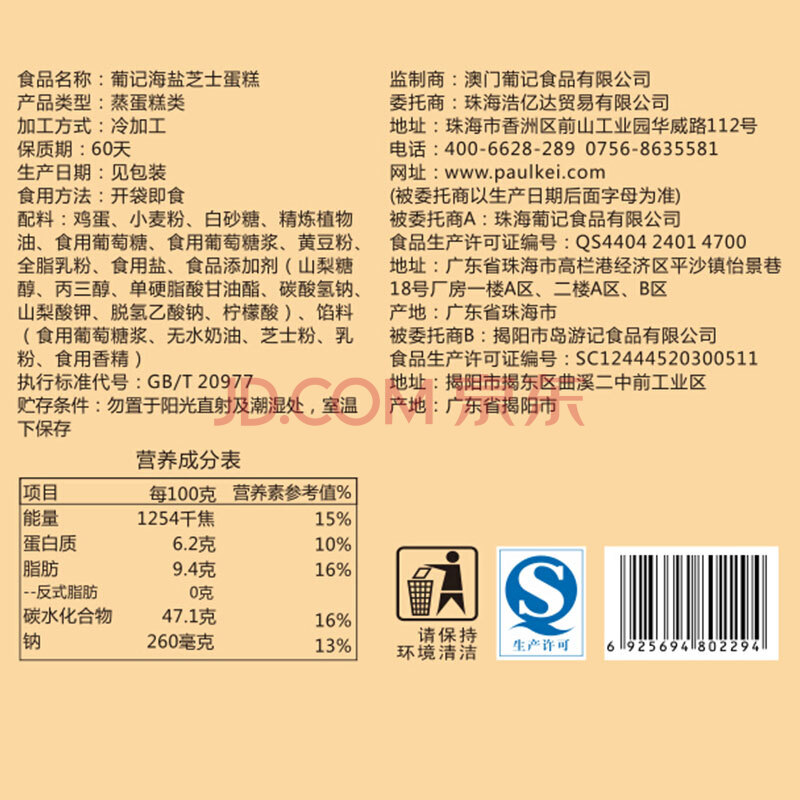 食品名称：葡记海盐芝士蛋糕
产品类型：蒸蛋糕类
加工方式：冷加工
保质期：60天
生产日期：见包装
食用方法：开袋即食
配料：鸡蛋、小麦粉、白砂糖、精炼植物
油、食用葡萄糖、食用葡萄糖浆、黄豆粉、
全脂乳粉、食用盐、食品添加剂（山梨糖
醇、丙三醇、单硬脂酸甘油酯、碳酸氢钠、
山梨酸钾、脱氢乙酸钠、柠檬酸）、馅料
（食用葡萄糖浆、无水奶油、芝士粉、乳
粉、食用香精）
执行标准代号：GB/T 20977
贮存条件：勿置于阳光直射及潮湿处，室温
下保存
监制商：澳门葡记食品有限公司
委托商：珠海浩亿达贸易有限公司
地址：珠海市香洲区前山工业园华威路112号
电话：400-6628-289 0756-8635581
网址：www.paulkei.com
(被委托商以生产日期后面字母为准)
被委托商A：珠海葡记食品有限公司
食品生产许可证编号：QS4404 2401 4700
地址：广东省珠海市高栏港经济区平沙镇怡景巷
18号厂房一楼A区、二楼A区、B区
产地：广东省珠海市
被委托商B：揭阳市岛游记食品有限公司
食品生产许可证编号：SC12444520300511
地址：揭阳市揭东区曲溪二中前工业区
产地：广东省揭阳市
JD.COM 京东
营养成分表
项目 每100克 营养素参考值%
能量 1254千焦 15%
蛋白质 6.2克 10%
脂肪 9.4克 16%
--反式脂肪 0克
碳水化合物 47.1克 16%
钠 260毫克 13%
请保持
环境清洁
生产许可
6 925694 802294